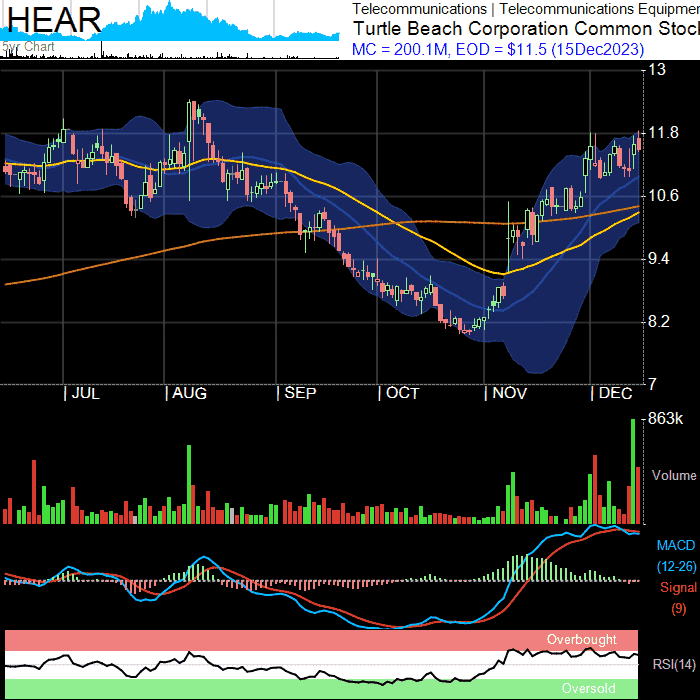 HEAR
5yr Chart
Telecommunications | Telecommunications Equipmer
Turtle Beach Corporation Common Stoc
MC = 200.1M, EOD = $11.5 (15Dec2023)
13
11.8
10.6
9.4
8.2
7
| JUL | AUG | SEP | OCT | NOV | DEC
863k
Volume
MACD
(12-26)
Signal
(9)
Overbought
RSI(14)
Oversold